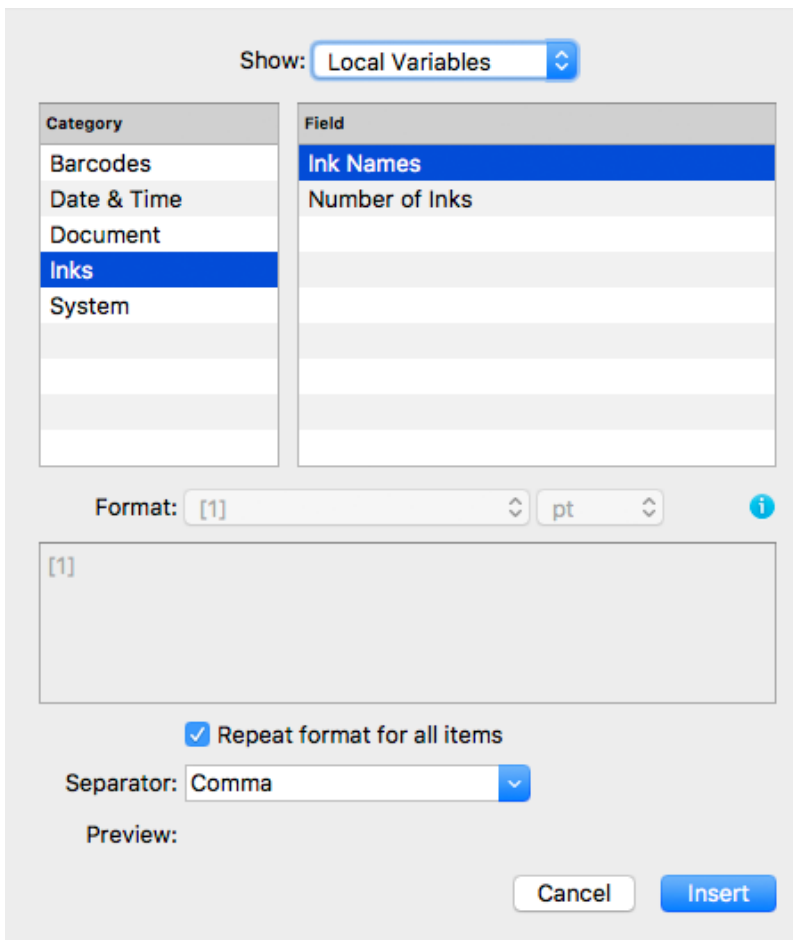 Show: Local Variables
Category
Field
Barcodes
Ink Names
Date & Time
Number of Inks
Document
Inks
System
Format: [1] pt i
[1]
Repeat format for all items
Separator: Comma
Preview:
Cancel Insert